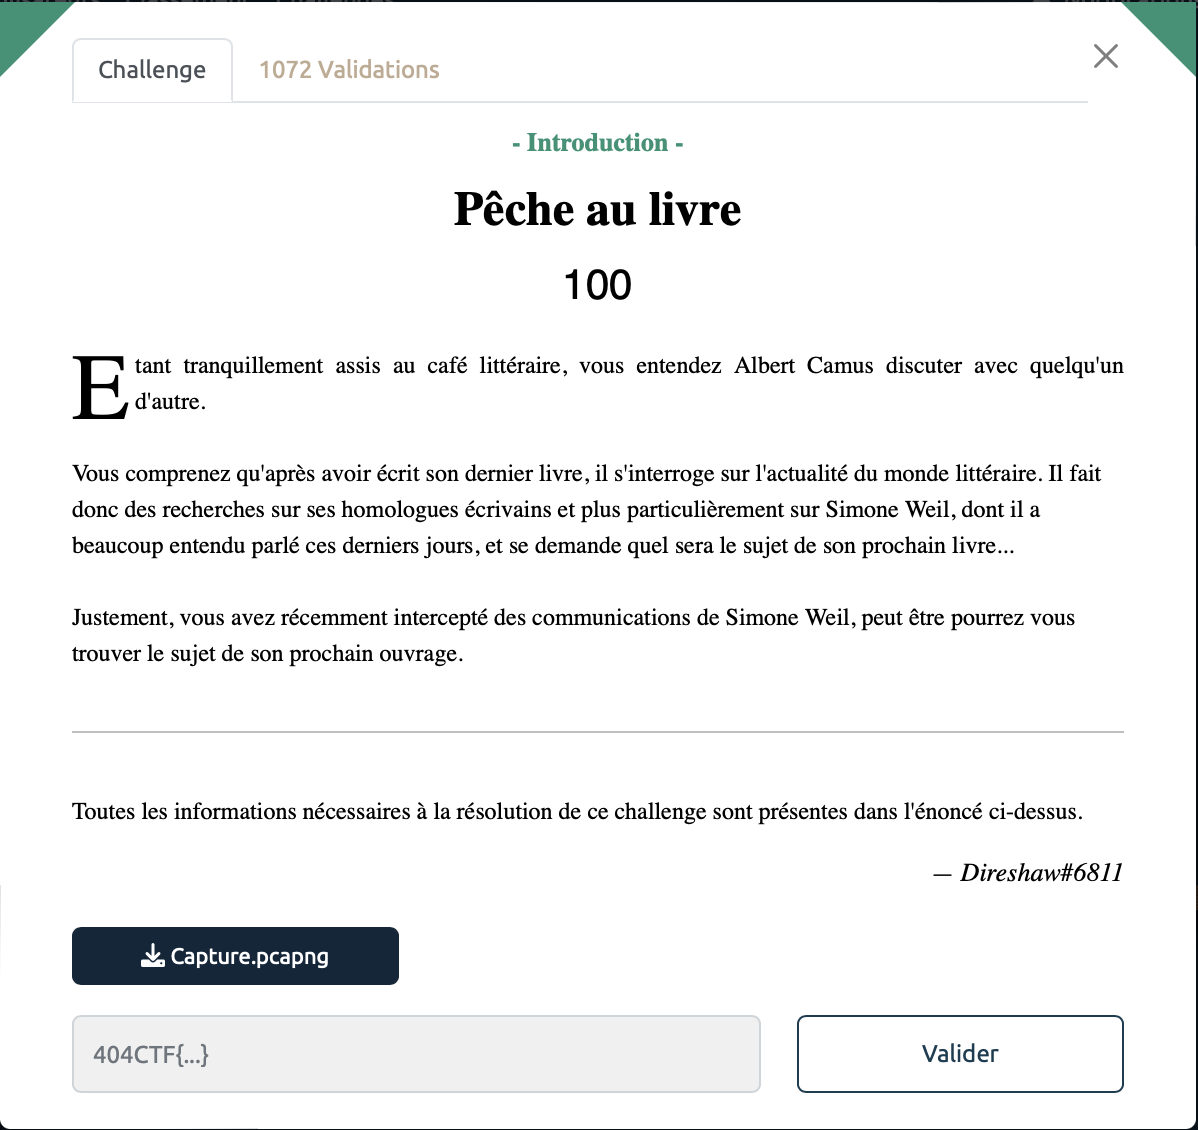 Challenge
1072 Validations
- Introduction -
Pêche au livre
100
Etant tranquillement assis au café littéraire, vous entendez Albert Camus discuter avec quelqu'un
d'autre.
Vous comprenez qu'après avoir écrit son dernier livre, il s'interroge sur l'actualité du monde littéraire. Il fait
donc des recherches sur ses homologues écrivains et plus particulièrement sur Simone Weil, dont il a
beaucoup entendu parlé ces derniers jours, et se demande quel sera le sujet de son prochain livre...
Justement, vous avez récemment intercepté des communications de Simone Weil, peut être pourrez vous
trouver le sujet de son prochain ouvrage.
Toutes les informations nécessaires à la résolution de ce challenge sont présentes dans l'énoncé ci-dessus.
— Direshaw#6811
Capture.pcapng
404CTF{...}
Valider